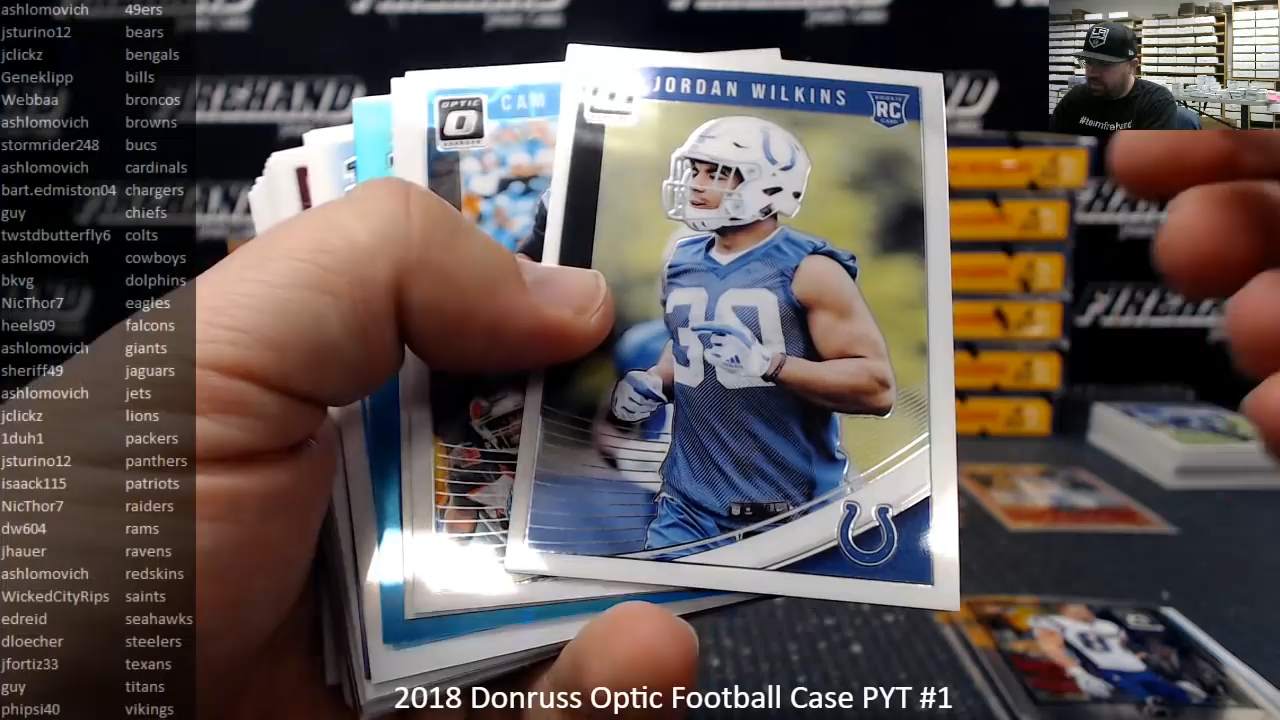 ashlomovich 49ers
jsturino12 bears
jclickz bengals
Geneklipp bills
Webbaa broncos
ashlomovich browns
stormrider248 bucs
ashlomovich cardinals
bart.edmiston04 chargers
guy chiefs
twstdbutterfly6 colts
ashlomovich cowboys
bkvg dolphins
NicThor7 eagles
heels09 falcons
ashlomovich giants
sheriff49 jaguars
ashlomovich jets
jclickz lions
1duh1 packers
jsturino12 panthers
isaack115 patriots
NicThor7 raiders
dw604 rams
jhauer ravens
ashlomovich redskins
WickedCityRips saints
edreid seahawks
dloecher steelers
jfortiz33 texans
guy titans
phipsi40 vikings
OPTIC
CAM
JORDAN WILKINS
RC
30
2018 Donruss Optic Football Case PYT #1